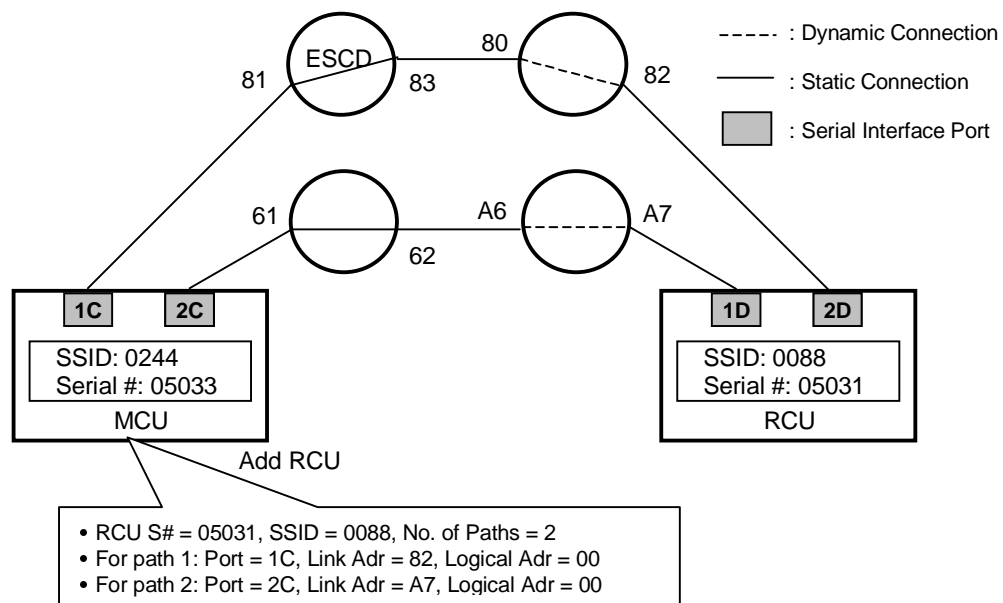 ESCD
80
81
83
82
: Dynamic Connection
: Static Connection
: Serial Interface Port
61
A6
A7
62
1C
2C
1D
2D
SSID: 0244
Serial #: 05033
MCU
SSID: 0088
Serial #: 05031
RCU
Add RCU
• RCU S# = 05031, SSID = 0088, No. of Paths = 2
• For path 1: Port = 1C, Link Adr = 82, Logical Adr = 00
• For path 2: Port = 2C, Link Adr = A7, Logical Adr = 00